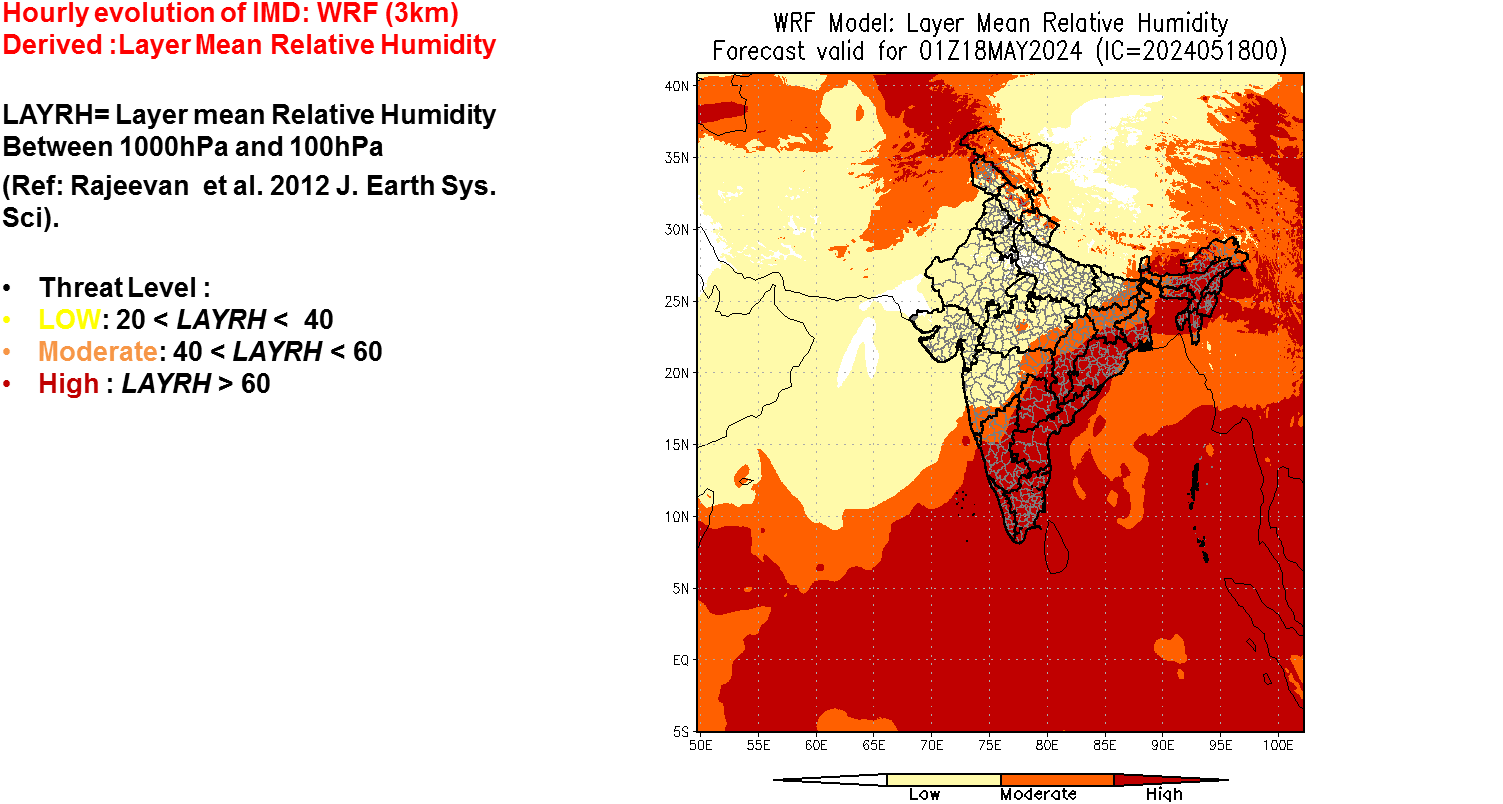 Hourly evolution of IMD: WRF (3km)
Derived :Layer Mean Relative Humidity
LAYRH= Layer mean Relative Humidity
Between 1000hPa and 100hPa
(Ref: Rajeevan et al. 2012 J. Earth Sys.
Sci).
• Threat Level :
• LOW: 20 < LAYRH < 40
• Moderate: 40 < LAYRH < 60
• High : LAYRH > 60
WRF Model: Layer Mean Relative Humidity
Forecast valid for 01Z18MAY2024 (IC=2024051800)
40N
35N
30N
25N
20N
15N
10N
5N
EQ
5S
50E 55E 60E 65E 70E 75E 80E 85E 90E 95E 100E
Low Moderate High